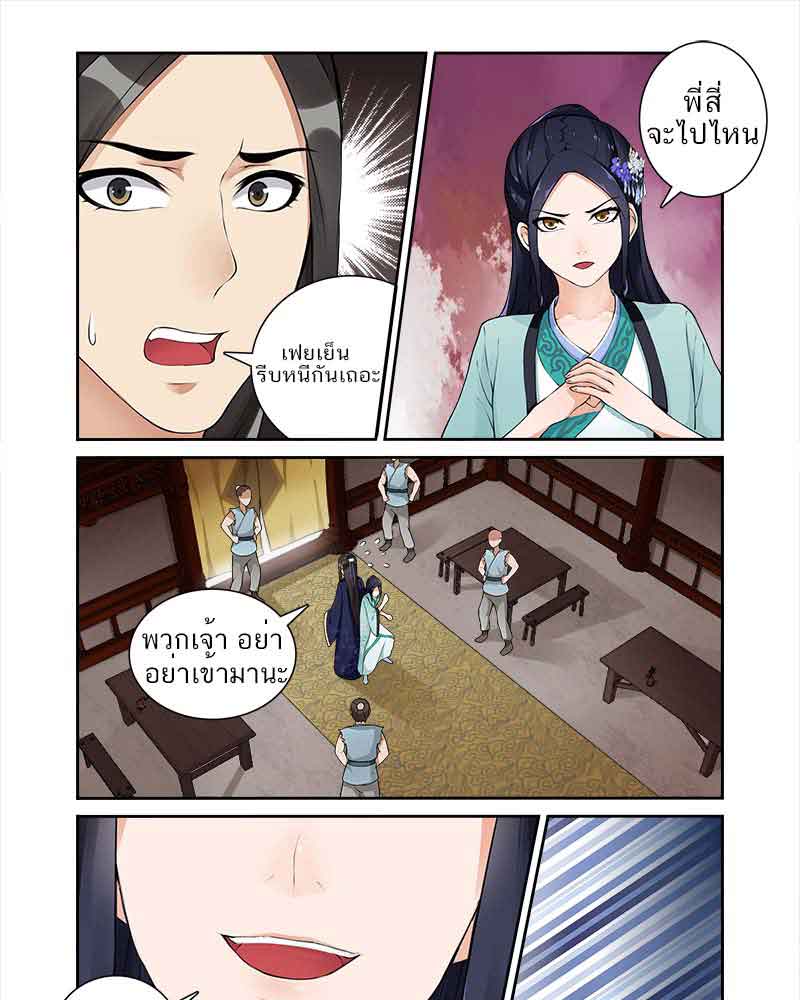 เฟยเย็น
รีบหนีกันเถอะ
พี่สี่
จะไปไหน
พวกเจ้า อย่า
อย่าเข้ามานะ